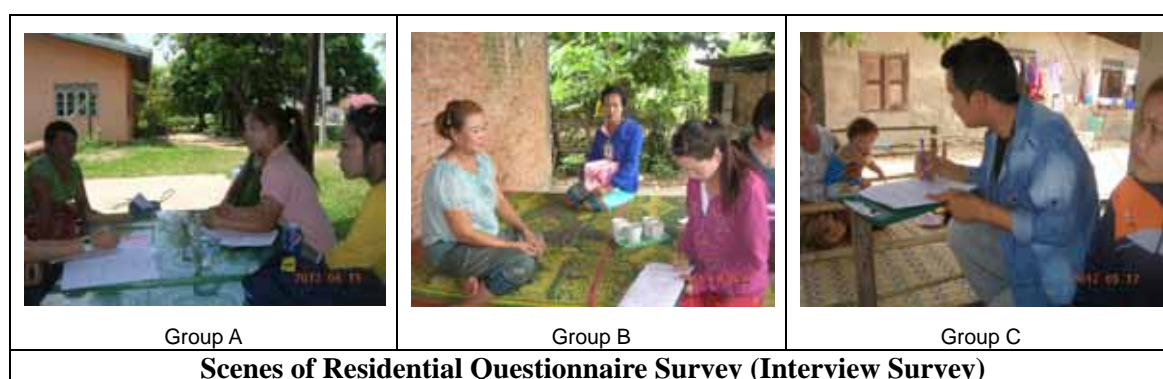 Group A
Group B
Group C
Scenes of Residential Questionnaire Survey (Interview Survey)